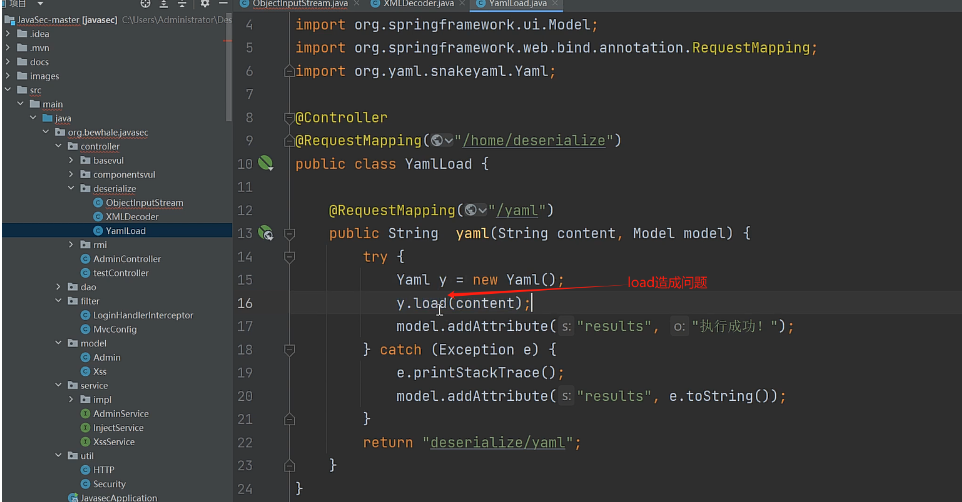 项目
ObjectInputStream.java
XMLDecoder.java
YamlLoad.java
JavaSec-master [javasec] C:\Users\Administrator\Des
.idea
.mvn
docs
images
src
main
java
org.bewhale.javasec
controller
basevul
componentsvul
deserialize
ObjectInputStream
XMLDecoder
YamlLoad
rmi
AdminController
testController
dao
filter
LoginHandlerInterceptor
MvcConfig
model
Admin
Xss
service
impl
AdminService
InjectService
XssService
util
HTTP
Security
JavasecApplication
4 import org.springframework.ui.Model;
5 import org.springframework.web.bind.annotation.RequestMapping;
6 import org.yaml.snakeyaml.Yaml;
7
8 @Controller
9 @RequestMapping("/home/deserialize")
10 public class YamlLoad {
11
12 @RequestMapping("/yaml")
13 public String yaml(String content, Model model) {
14 try {
15 Yaml y = new Yaml();
load造成问题
16 y.load(content);
17 model.addAttribute( s: "results", o: "执行成功！");
18 } catch (Exception e) {
19 e.printStackTrace();
20 model.addAttribute( s: "results", e.toString());
21 }
22 return "deserialize/yaml";
23 }
24 }